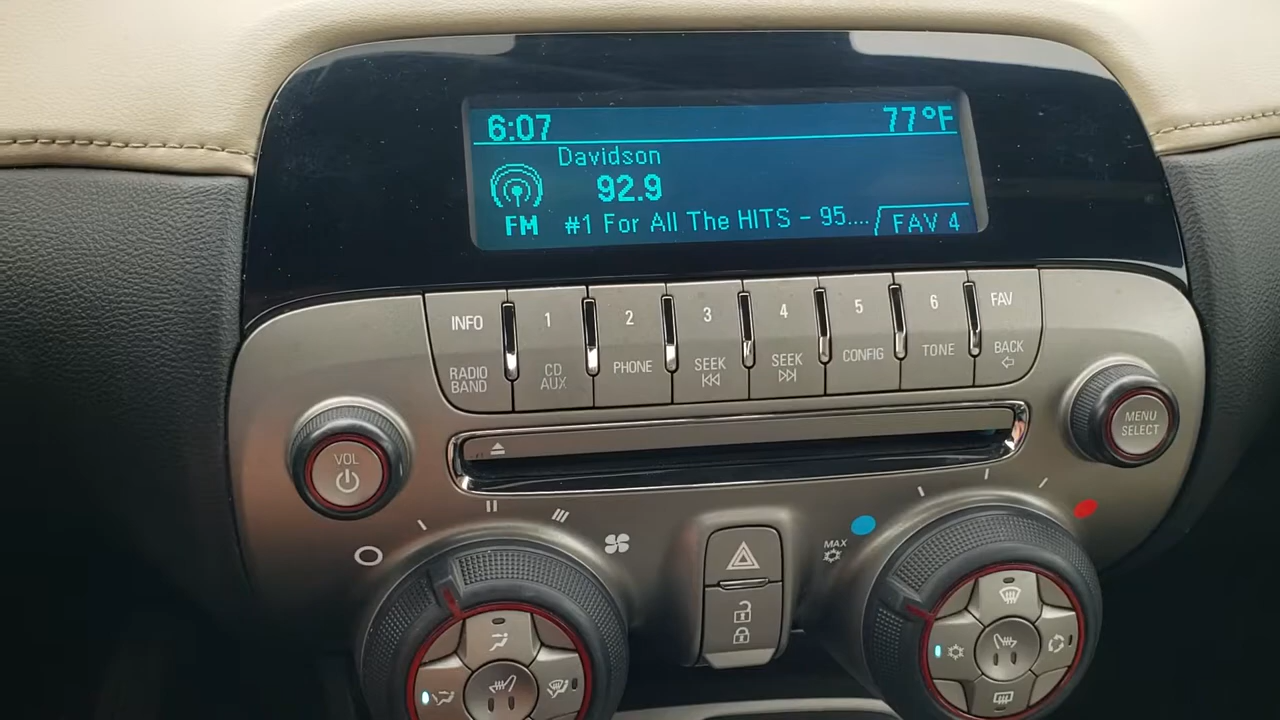 6:07 77°F
Davidson
92.9
FM #1 For All The HITS - 95.... FAV 4
INFO 1 2 3 4 5 6 FAV
RADIO BAND CD AUX PHONE SEEK SEEK CONFIG TONE BACK
VOL
MENU SELECT
MAX